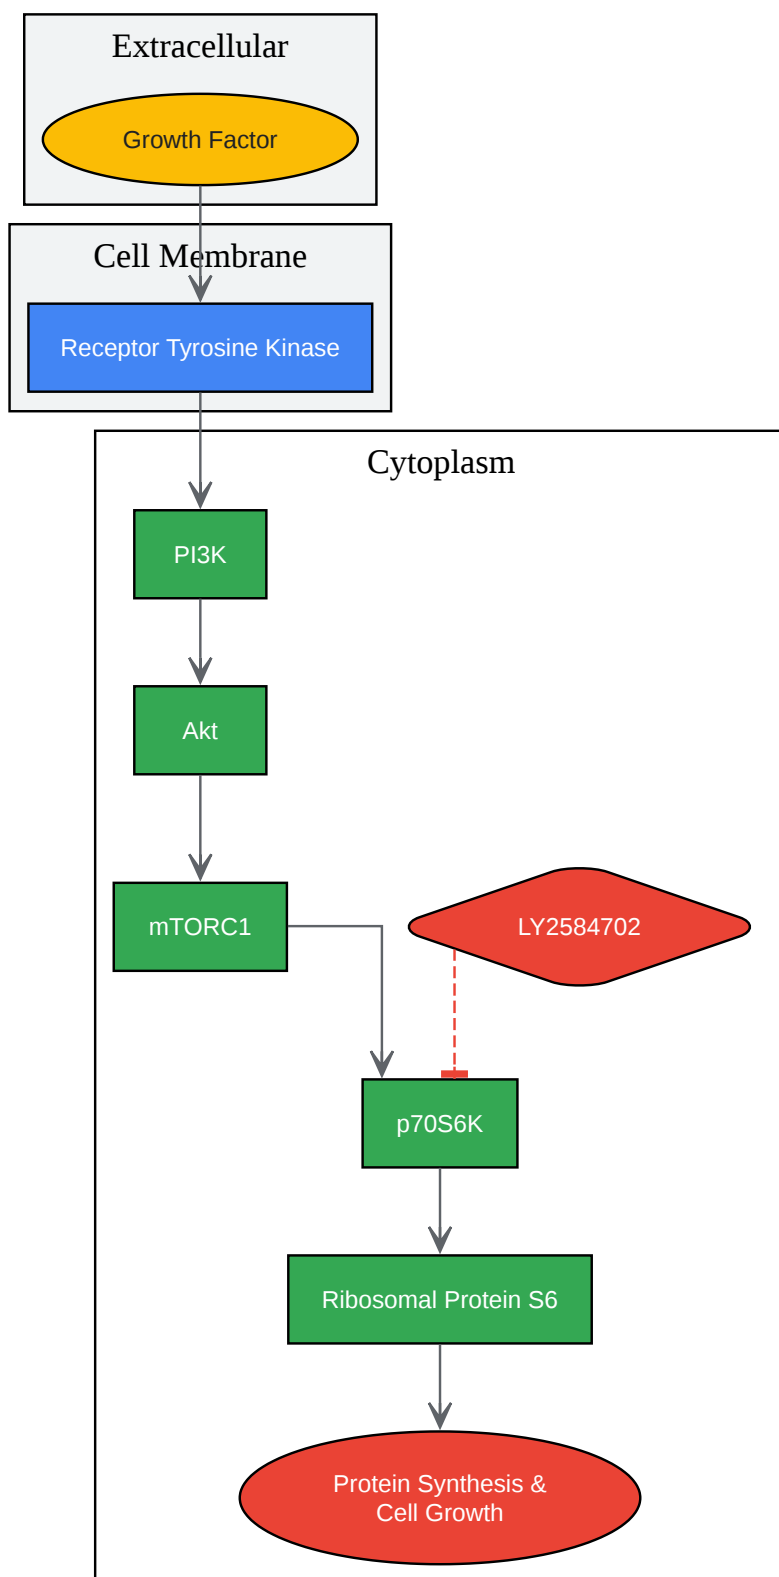 Extracellular
Growth Factor
Cell Membrane
Receptor Tyrosine Kinase
Cytoplasm
PI3K
Akt
mTORC1
LY2584702
p70S6K
Ribosomal Protein S6
Protein Synthesis &
Cell Growth